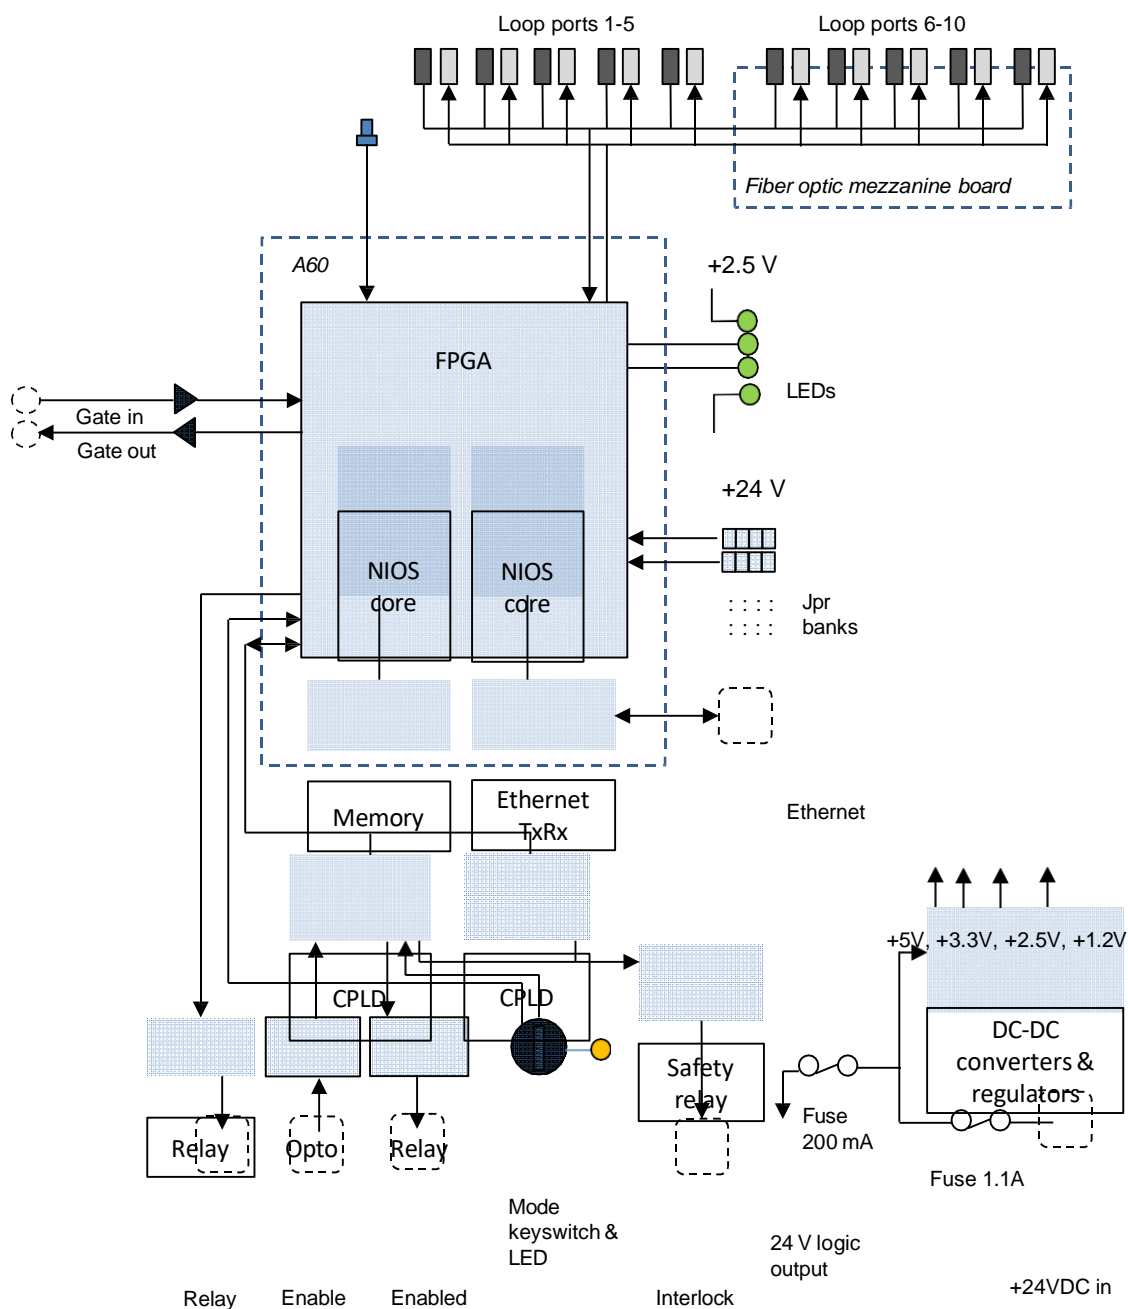 Loop ports 1-5
Loop ports 6-10
Fiber optic mezzanine board
A60
+2.5 V
FPGA
LEDs
Gate in
Gate out
+24 V
NIOS
core
NIOS
core
Jpr
banks
Memory
Ethernet
TxRx
Ethernet
+5V, +3.3V, +2.5V, +1.2V
CPLD
CPLD
DC-DC
converters &
regulators
Safety
relay
Fuse
200 mA
Relay
Opto
Relay
Fuse 1.1A
Mode
keyswitch &
LED
24 V logic
output
+24VDC in
Relay
Enable
Enabled
Interlock